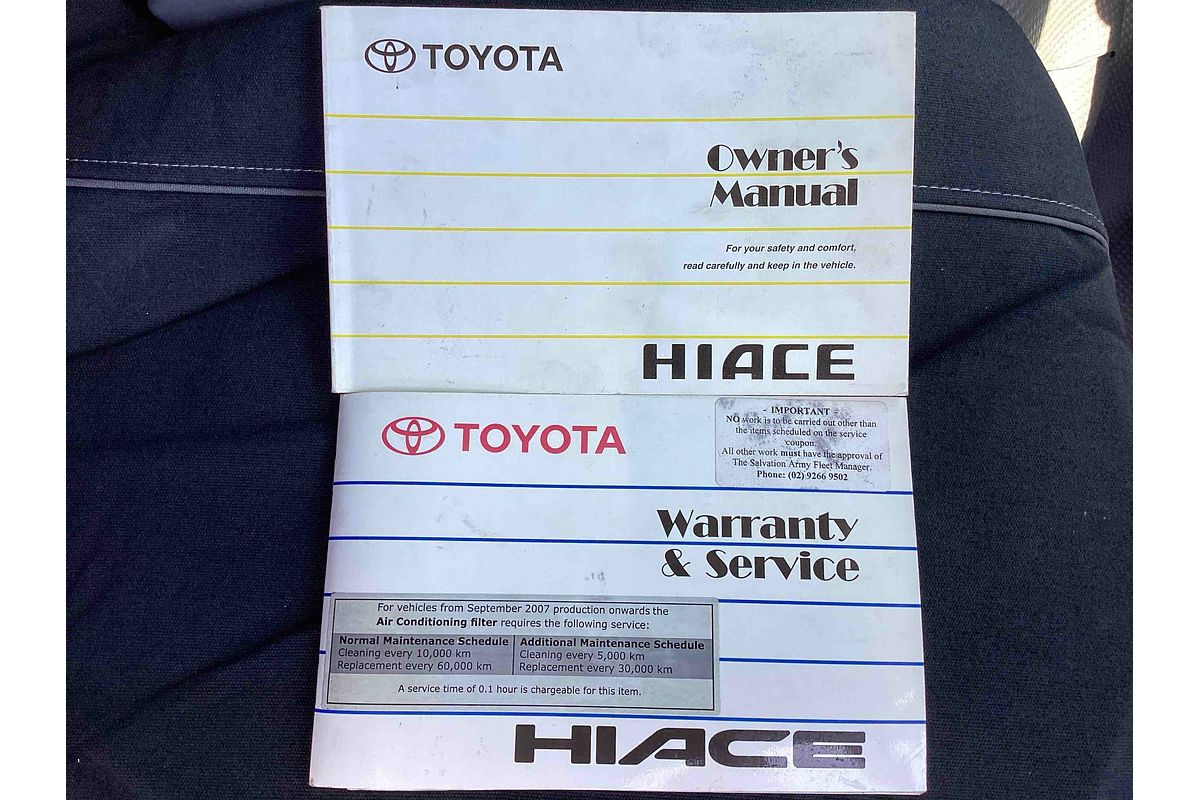 TOYOTA
Owner's
Manual
For your safety and comfort,
read carefully and keep in the vehicle.
HIACE
TOYOTA
- IMPORTANT -
NO work is to be carried out other than
the items scheduled on the service
coupon.
All other work must have the approval of
The Salvation Army Fleet Manager.
Phone: (02) 9266 9502
Warranty
& Service
For vehicles from September 2007 production onwards the
Air Conditioning filter requires the following service:
Normal Maintenance Schedule
Cleaning every 10,000 km
Replacement every 60,000 km
Additional Maintenance Schedule
Cleaning every 5,000 km
Replacement every 30,000 km
A service time of 0.1 hour is chargeable for this item.
HIACE